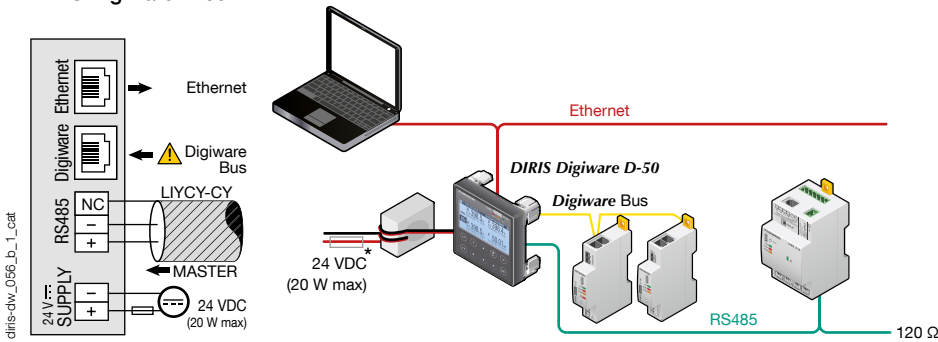 Ethernet
Ethernet
Digiware
Digiware
Bus
RS485
NC
−
+
LIYCY-CY
MASTER
24 V
SUPPLY
−
+
24 VDC
(20 W max)
diris-dw_056_b_1_cat
Ethernet
DIRIS Digiware D-50
Digiware Bus
*
24 VDC
(20 W max)
RS485
120 Ω